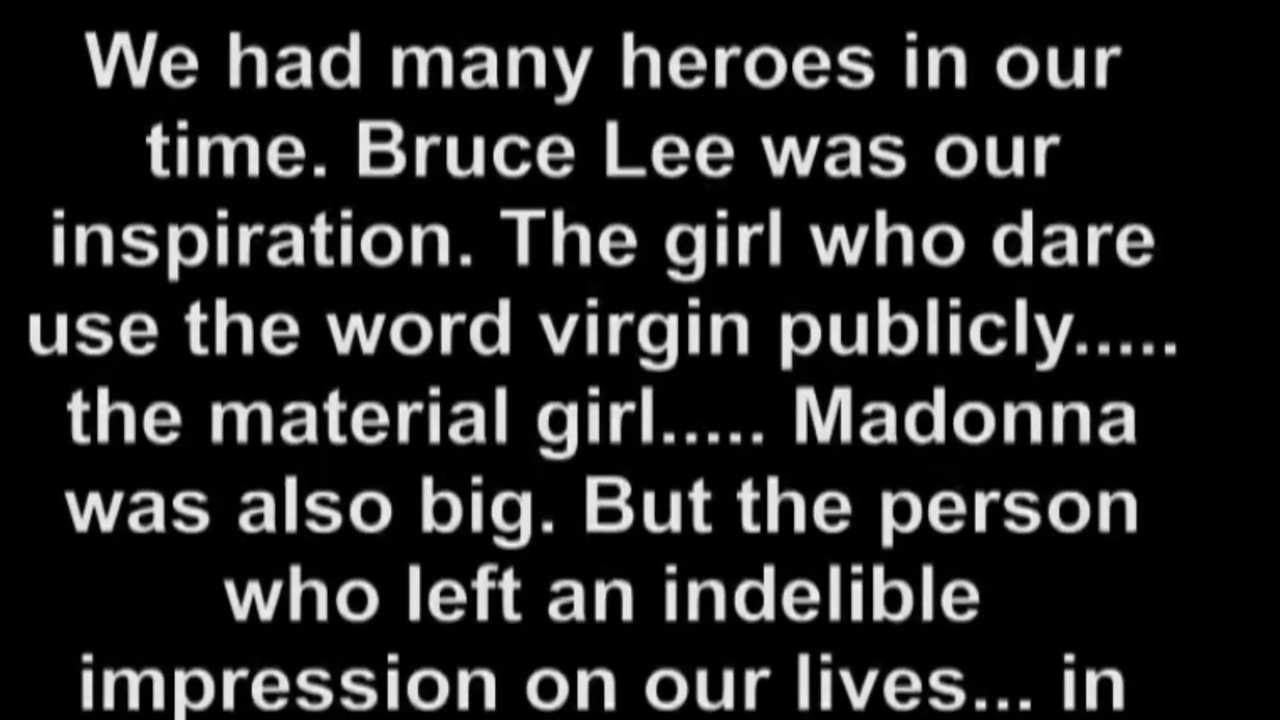 We had many heroes in our
time. Bruce Lee was our
inspiration. The girl who dare
use the word virgin publicly.....
the material girl..... Madonna
was also big. But the person
who left an indelible
impression on our lives... in